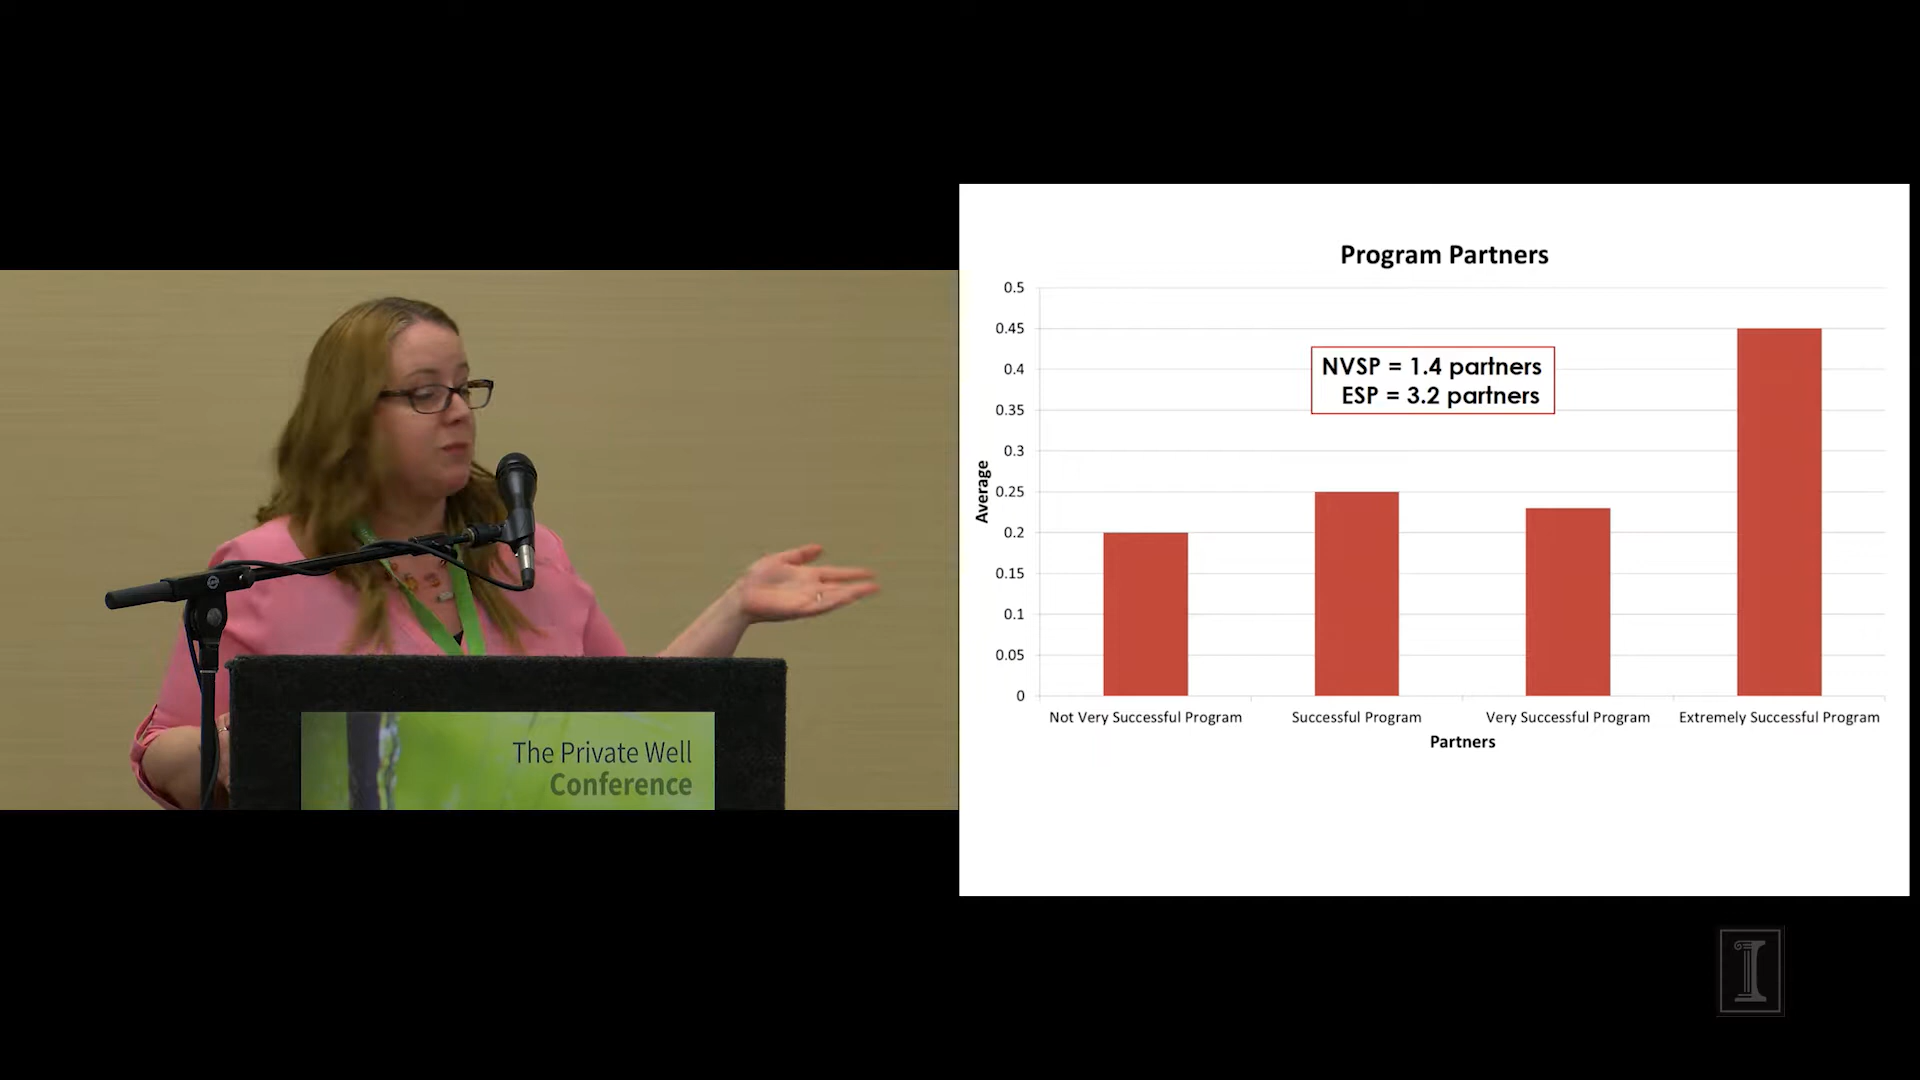 The Private Well
Conference
Program Partners
0.5
0.45
0.4
0.35
0.3
0.25
0.2
0.15
0.1
0.05
0
Average
NVSP = 1.4 partners
ESP = 3.2 partners
Not Very Successful Program
Successful Program
Very Successful Program
Extremely Successful Program
Partners